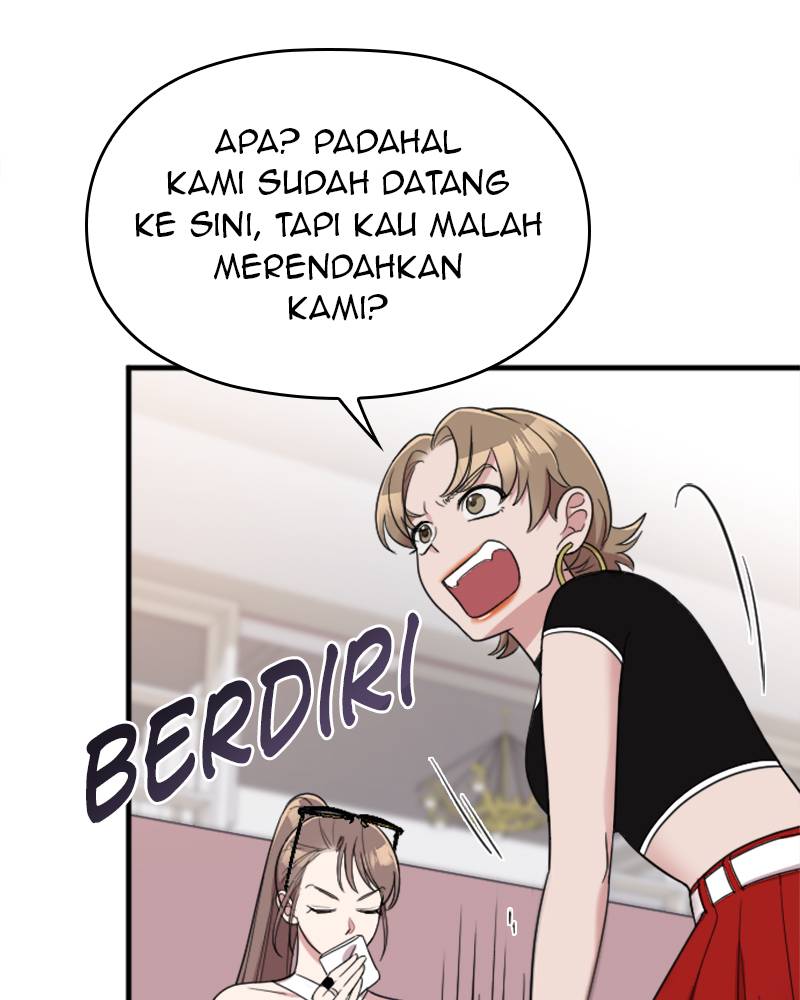 APA? PADAHAL
KAMI SUDAH DATANG
KE SINI, TAPI KAU MALAH
MERENDAHKAN
KAMI?
BERDIRI